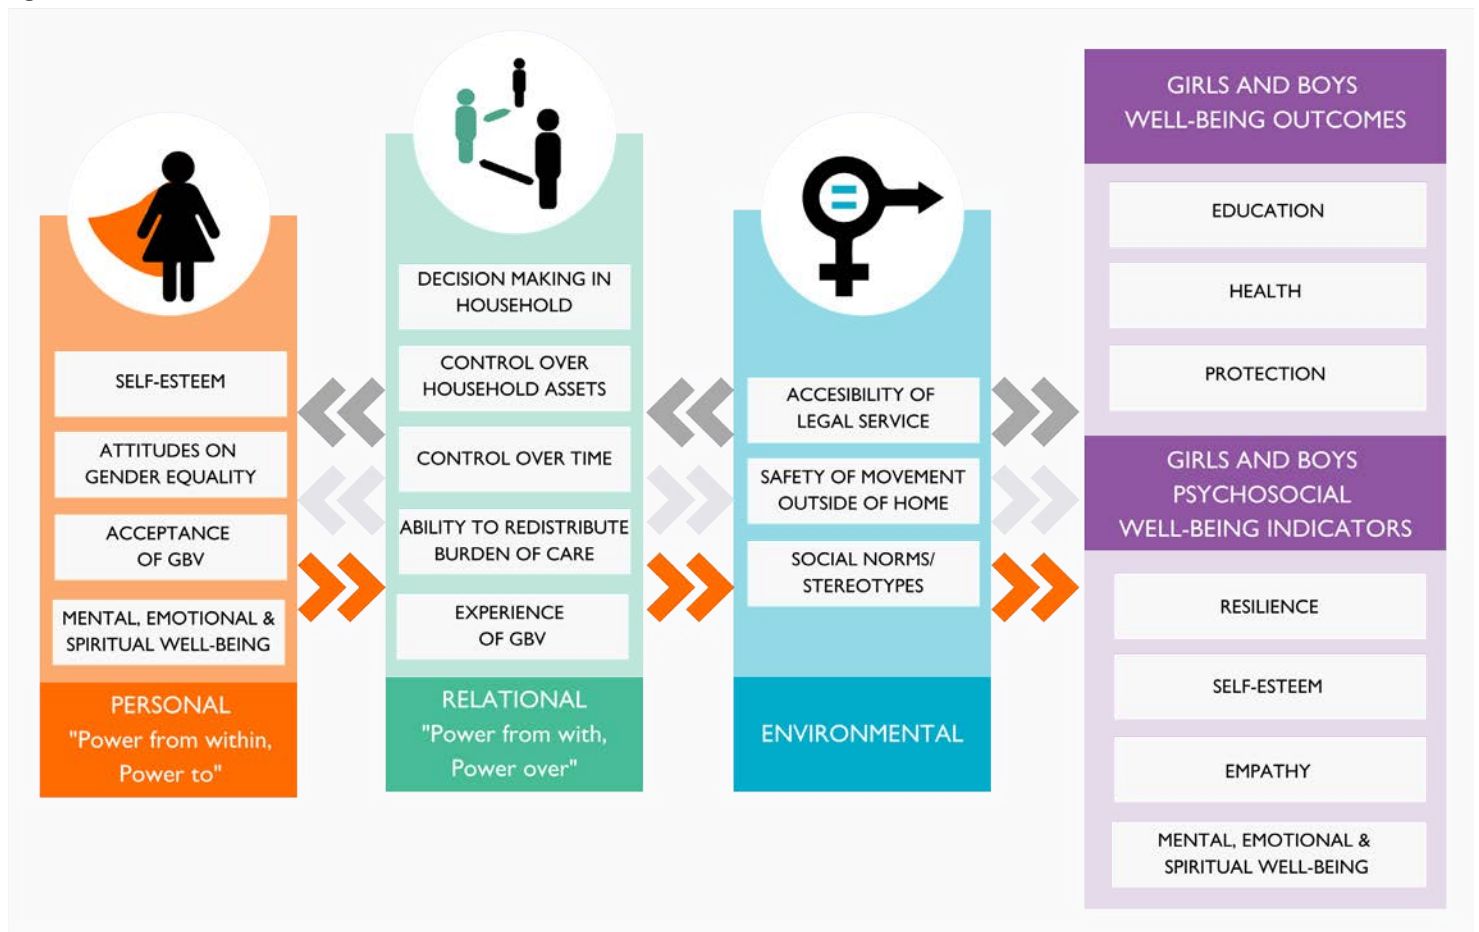 SELF-ESTEEM
ATTITUDES ON
GENDER EQUALITY
ACCEPTANCE
OF GBV
MENTAL, EMOTIONAL &
SPIRITUAL WELL-BEING
PERSONAL
"Power from within,
Power to"
DECISION MAKING IN
HOUSEHOLD
CONTROL OVER
HOUSEHOLD ASSETS
CONTROL OVER TIME
ABILITY TO REDISTRIBUTE
BURDEN OF CARE
EXPERIENCE
OF GBV
RELATIONAL
"Power from with,
Power over"
ACCESIBILITY OF
LEGAL SERVICE
SAFETY OF MOVEMENT
OUTSIDE OF HOME
SOCIAL NORMS/
STEREOTYPES
ENVIRONMENTAL
GIRLS AND BOYS
WELL-BEING OUTCOMES
EDUCATION
HEALTH
PROTECTION
GIRLS AND BOYS
PSYCHOSOCIAL
WELL-BEING INDICATORS
RESILIENCE
SELF-ESTEEM
EMPATHY
MENTAL, EMOTIONAL &
SPIRITUAL WELL-BEING